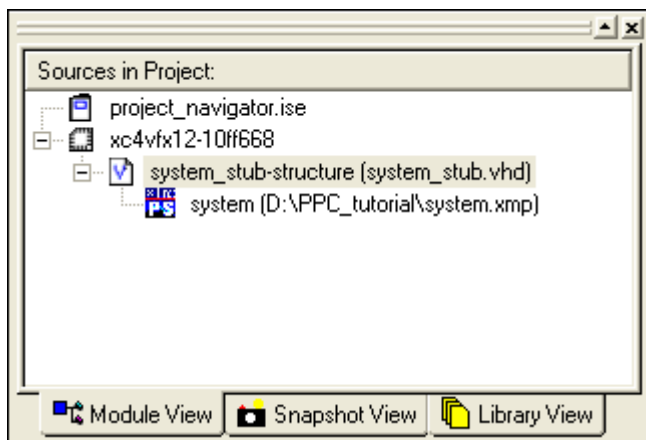 Sources in Project:
project_navigator.ise
xc4vfx12-10ff668
system_stub-structure (system_stub.vhd)
system (D:\PPC_tutorial\system.xmp)
Module View Snapshot View Library View